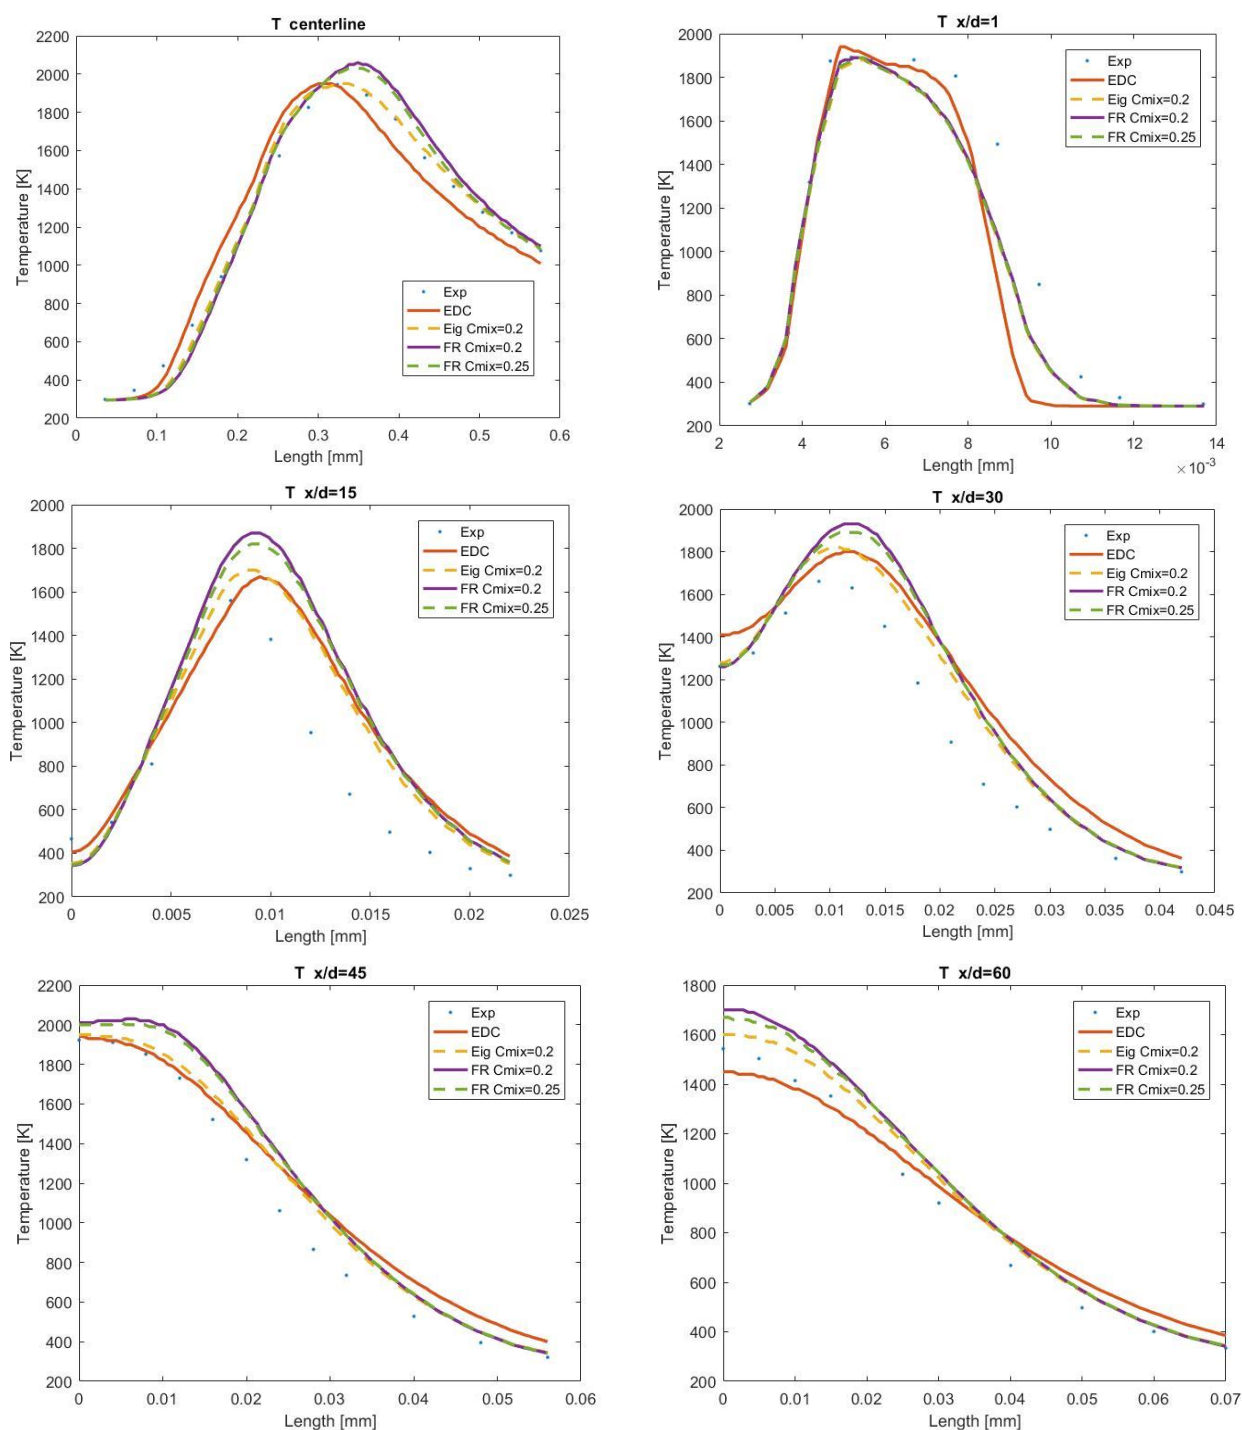 T centerline
2200
2000
1800
1600
1400
1200
1000
800
600
400
200
Temperature [K]
Exp
EDC
Eig Cmix=0.2
FR Cmix=0.2
FR Cmix=0.25
0 0.1 0.2 0.3 0.4 0.5 0.6
Length [mm]
T x/d=1
2000
1800
1600
1400
1200
1000
800
600
400
200
Temperature [K]
Exp
EDC
Eig Cmix=0.2
FR Cmix=0.2
FR Cmix=0.25
2 4 6 8 10 12 14
Length [mm]
×10-3
T x/d=15
2000
1800
1600
1400
1200
1000
800
600
400
200
Temperature [K]
Exp
EDC
Eig Cmix=0.2
FR Cmix=0.2
FR Cmix=0.25
0 0.005 0.01 0.015 0.02 0.025
Length [mm]
T x/d=30
2000
1800
1600
1400
1200
1000
800
600
400
200
Temperature [K]
Exp
EDC
Eig Cmix=0.2
FR Cmix=0.2
FR Cmix=0.25
0 0.005 0.01 0.015 0.02 0.025 0.03 0.035 0.04 0.045
Length [mm]
T x/d=45
2200
2000
1800
1600
1400
1200
1000
800
600
400
200
Temperature [K]
Exp
EDC
Eig Cmix=0.2
FR Cmix=0.2
FR Cmix=0.25
0 0.01 0.02 0.03 0.04 0.05 0.06
Length [mm]
T x/d=60
1800
1600
1400
1200
1000
800
600
400
200
Temperature [K]
Exp
EDC
Eig Cmix=0.2
FR Cmix=0.2
FR Cmix=0.25
0 0.01 0.02 0.03 0.04 0.05 0.06 0.07
Length [mm]